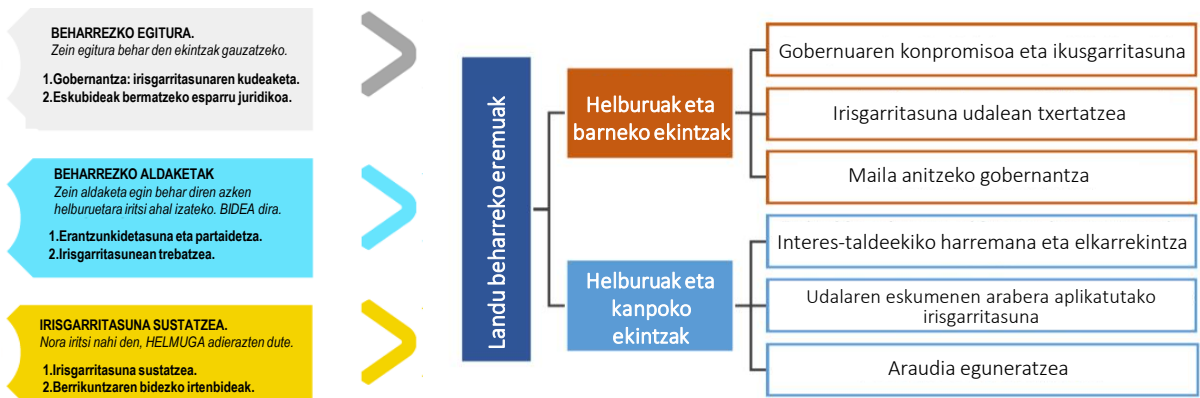 BEHARREZKO EGITURA.
Zein egitura behar den ekintzak gauzatzeko.
1.Gobernantza: irisgarritasunaren kudeaketa.
2.Eskubideak bermatzeko esparru juridikoa.
BEHARREZKO ALDAKETAK
Zein aldaketa egin behar diren azken
helburuetara iritsi ahal izateko. BIDEA dira.
1.Erantzunkidetasuna eta partaidetza.
2.Irisgarritasunean trebatzea.
IRISGARRITASUNA SUSTATZEA.
Nora iritsi nahi den, HELMUGA adierazten dute.
1.Irisgarritasuna sustatzea.
2.Berrikuntzaren bidezko irtenbideak.
Landu beharreko eremuak
Helburuak eta
barneko ekintzak
Gobernuaren konpromisoa eta ikusgarritasuna
Irisgarritasuna udalean txertatzea
Maila anitzeko gobernantza
Helburuak eta
kanpoko
ekintzak
Interes-taldeekiko harremana eta elkarrekintza
Udalaren eskumenen arabera aplikatutako
irisgarritasuna
Araudia eguneratzea